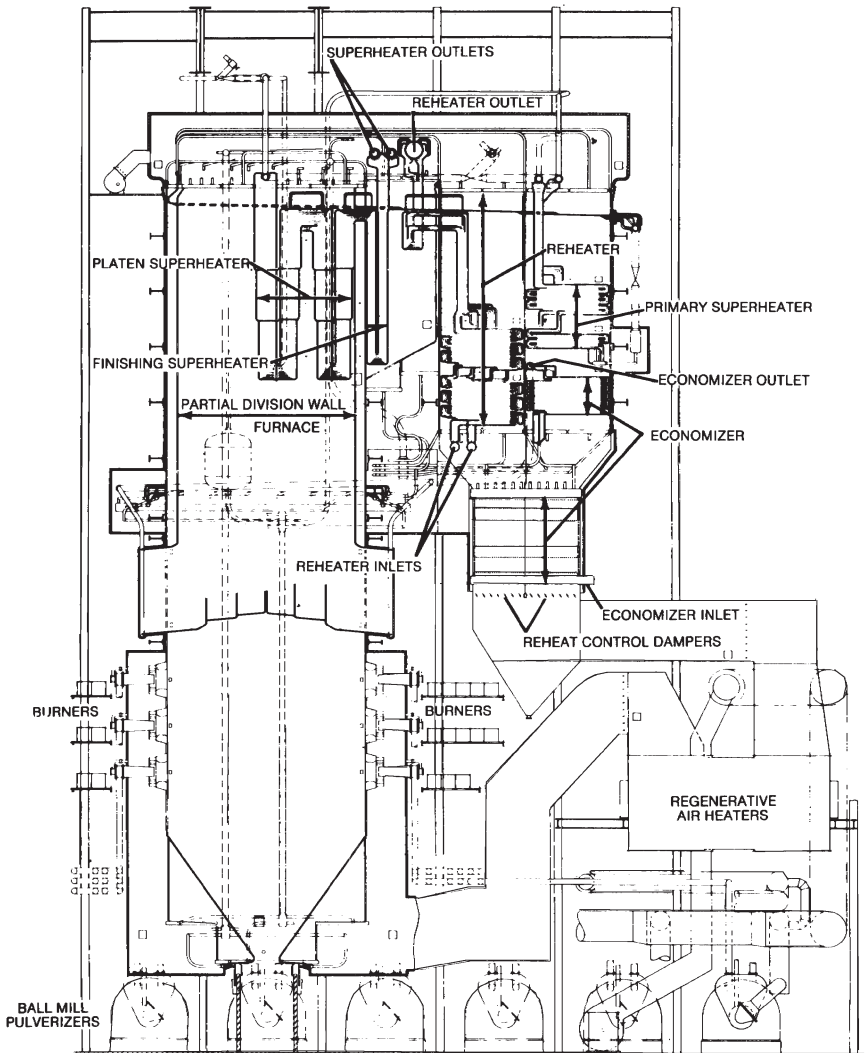 SUPERHEATER OUTLETS
REHEATER OUTLET
REHEATER
PLATEN SUPERHEATER
PRIMARY SUPERHEATER
FINISHING SUPERHEATER
ECONOMIZER OUTLET
PARTIAL DIVISION WALL
FURNACE
ECONOMIZER
REHEATER INLETS
ECONOMIZER INLET
REHEAT CONTROL DAMPERS
BURNERS
BURNERS
REGENERATIVE
AIR HEATERS
BALL MILL
PULVERIZERS